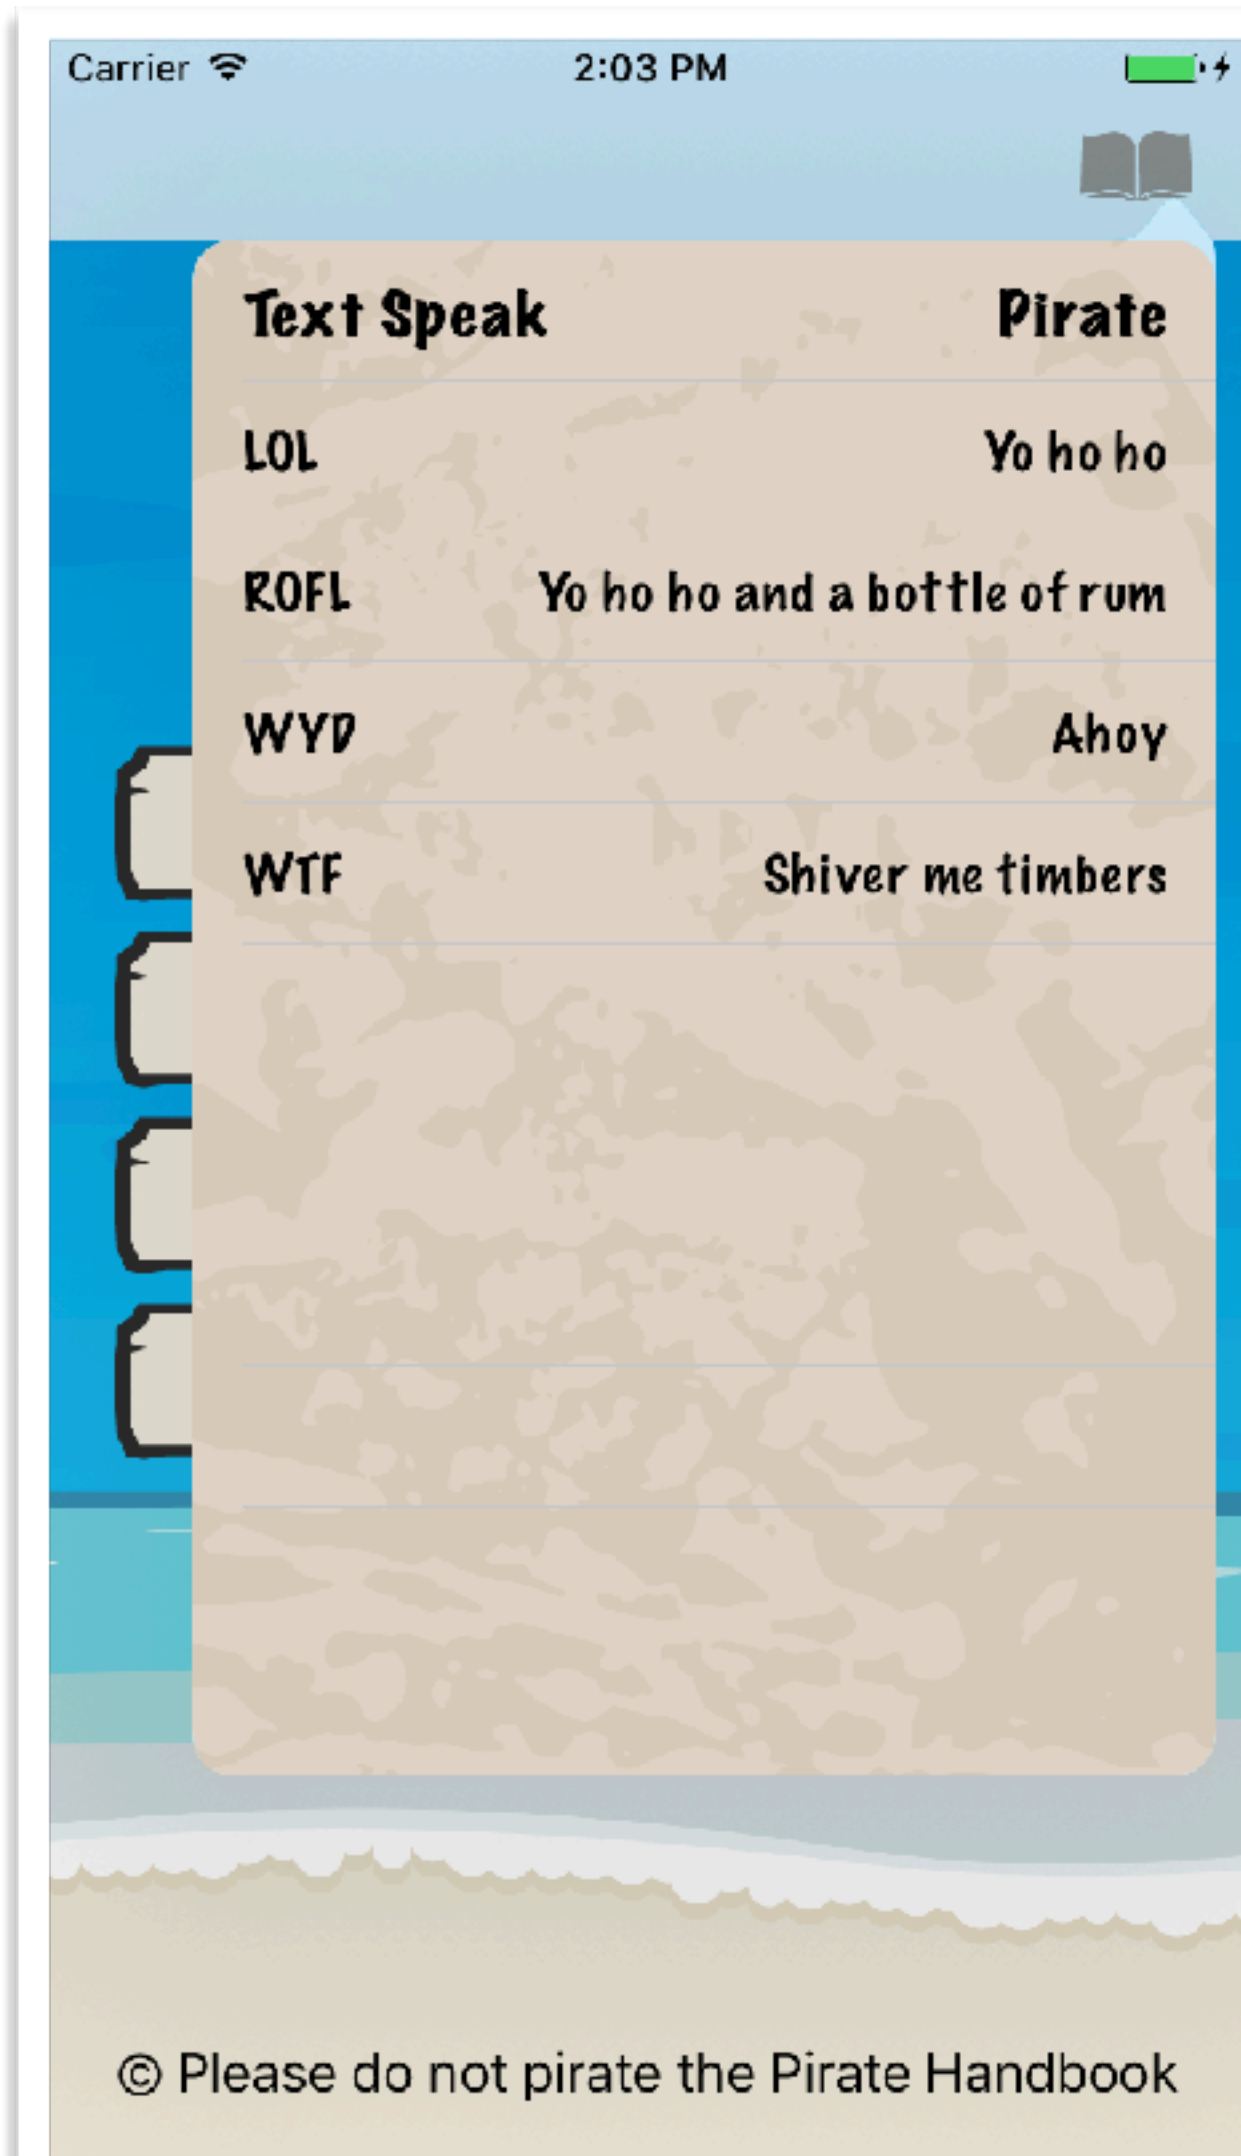 Carrier 2:03 PM
Text Speak Pirate
LOL Yo ho ho
ROFL Yo ho ho and a bottle of rum
WYD Ahoy
WTF Shiver me timbers
© Please do not pirate the Pirate Handbook